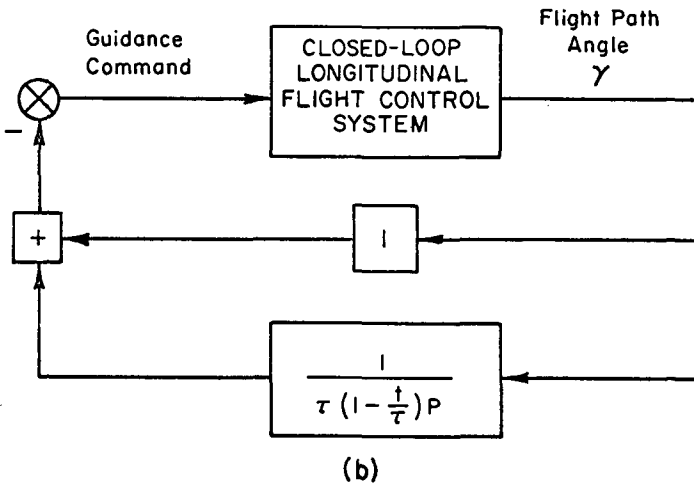 Guidance
Command
CLOSED-LOOP
LONGITUDINAL
FLIGHT CONTROL
SYSTEM
Flight Path
Angle
γ
−
+
1
1
τ (1 − t/τ) P
(b)